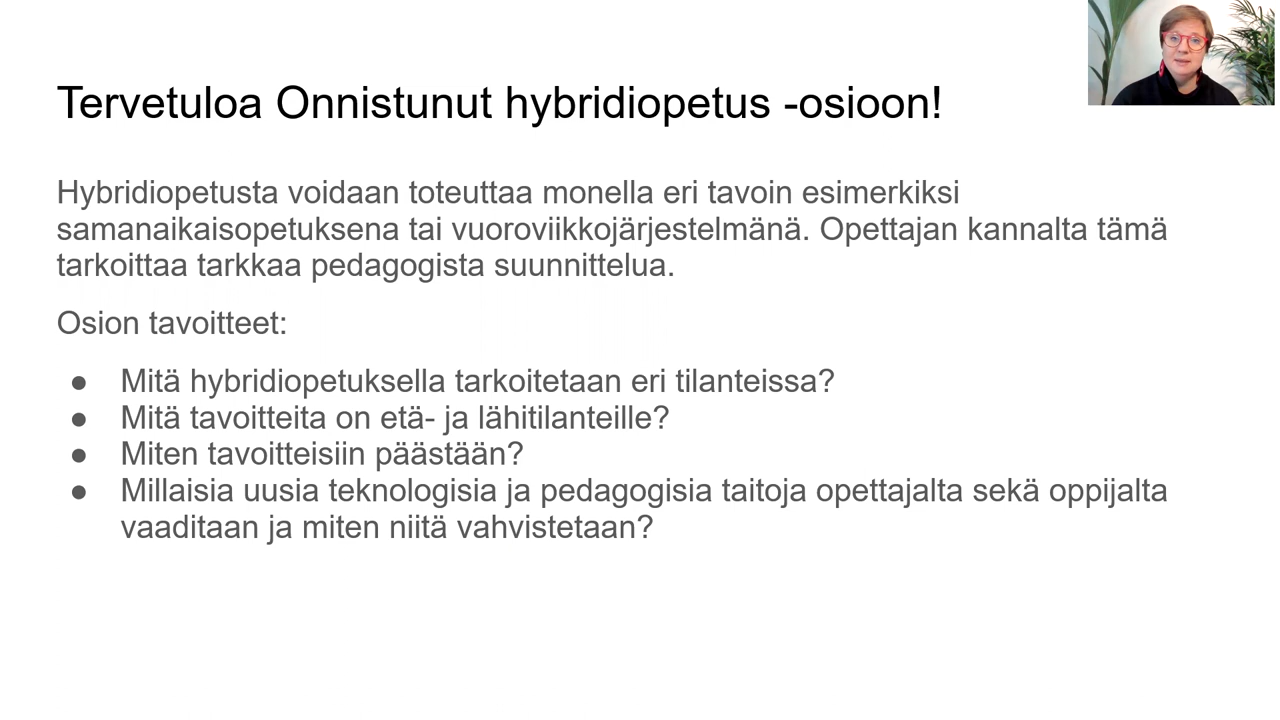 Tervetuloa Onnistunut hybridiopetus -osioon!
Hybridiopetusta voidaan toteuttaa monella eri tavoin esimerkiksi
samanaikaisopetuksena tai vuoroviikkojärjestelmänä. Opettajan kannalta tämä
tarkoittaa tarkkaa pedagogista suunnittelua.
Osion tavoitteet:
● Mitä hybridiopetuksella tarkoitetaan eri tilanteissa?
● Mitä tavoitteita on etä- ja lähitilanteille?
● Miten tavoitteisiin päästään?
● Millaisia uusia teknologisia ja pedagogisia taitoja opettajalta sekä oppijalta
vaaditaan ja miten niitä vahvistetaan?